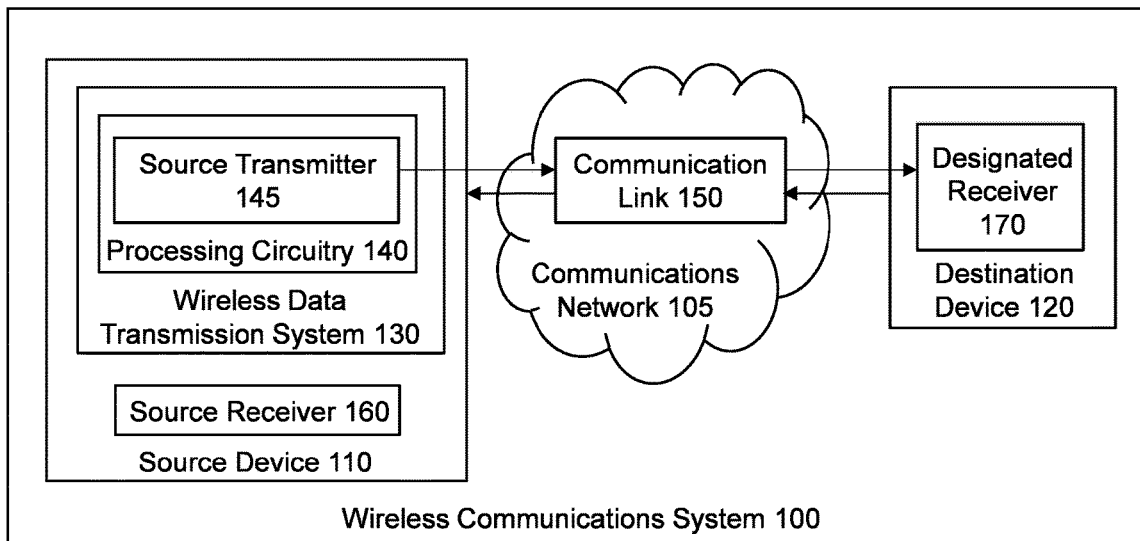 Source Transmitter
145
Processing Circuitry 140
Wireless Data
Transmission System 130
Source Receiver 160
Source Device 110
Communication
Link 150
Communications
Network 105
Designated
Receiver
170
Destination
Device 120
Wireless Communications System 100